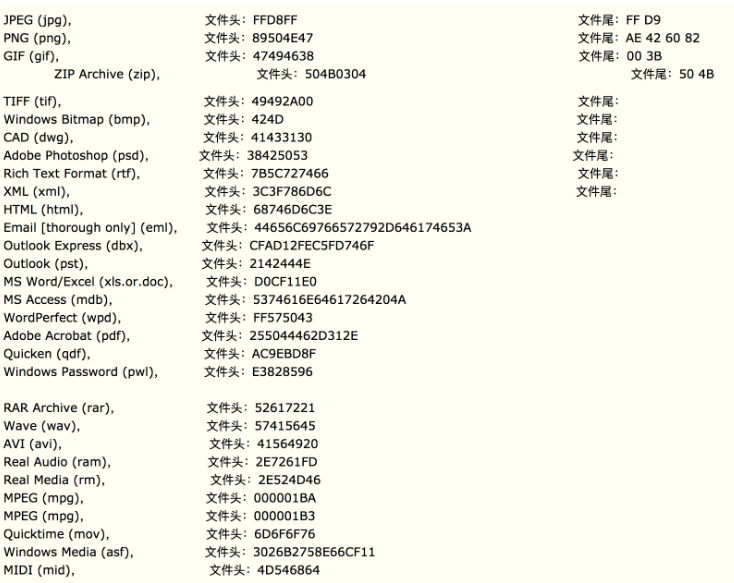 JPEG (jpg), 文件头：FFD8FF 文件尾：FF D9
PNG (png), 文件头：89504E47 文件尾：AE 42 60 82
GIF (gif), 文件头：47494638 文件尾：00 3B
ZIP Archive (zip), 文件头：504B0304 文件尾：50 4B
TIFF (tif), 文件头：49492A00 文件尾：
Windows Bitmap (bmp), 文件头：424D 文件尾：
CAD (dwg), 文件头：41433130 文件尾：
Adobe Photoshop (psd), 文件头：38425053 文件尾：
Rich Text Format (rtf), 文件头：7B5C727466 文件尾：
XML (xml), 文件头：3C3F786D6C 文件尾：
HTML (html), 文件头：68746D6C3E
Email [thorough only] (eml), 文件头：44656C69766572792D646174653A
Outlook Express (dbx), 文件头：CFAD12FEC5FD746F
Outlook (pst), 文件头：2142444E
MS Word/Excel (xls.or.doc), 文件头：D0CF11E0
MS Access (mdb), 文件头：5374616E64617264204A
WordPerfect (wpd), 文件头：FF575043
Adobe Acrobat (pdf), 文件头：255044462D312E
Quicken (qdf), 文件头：AC9EBD8F
Windows Password (pwl), 文件头：E3828596
RAR Archive (rar), 文件头：52617221
Wave (wav), 文件头：57415645
AVI (avi), 文件头：41564920
Real Audio (ram), 文件头：2E7261FD
Real Media (rm), 文件头：2E524D46
MPEG (mpg), 文件头：000001BA
MPEG (mpg), 文件头：000001B3
Quicktime (mov), 文件头：6D6F6F76
Windows Media (asf), 文件头：3026B2758E66CF11
MIDI (mid), 文件头：4D546864